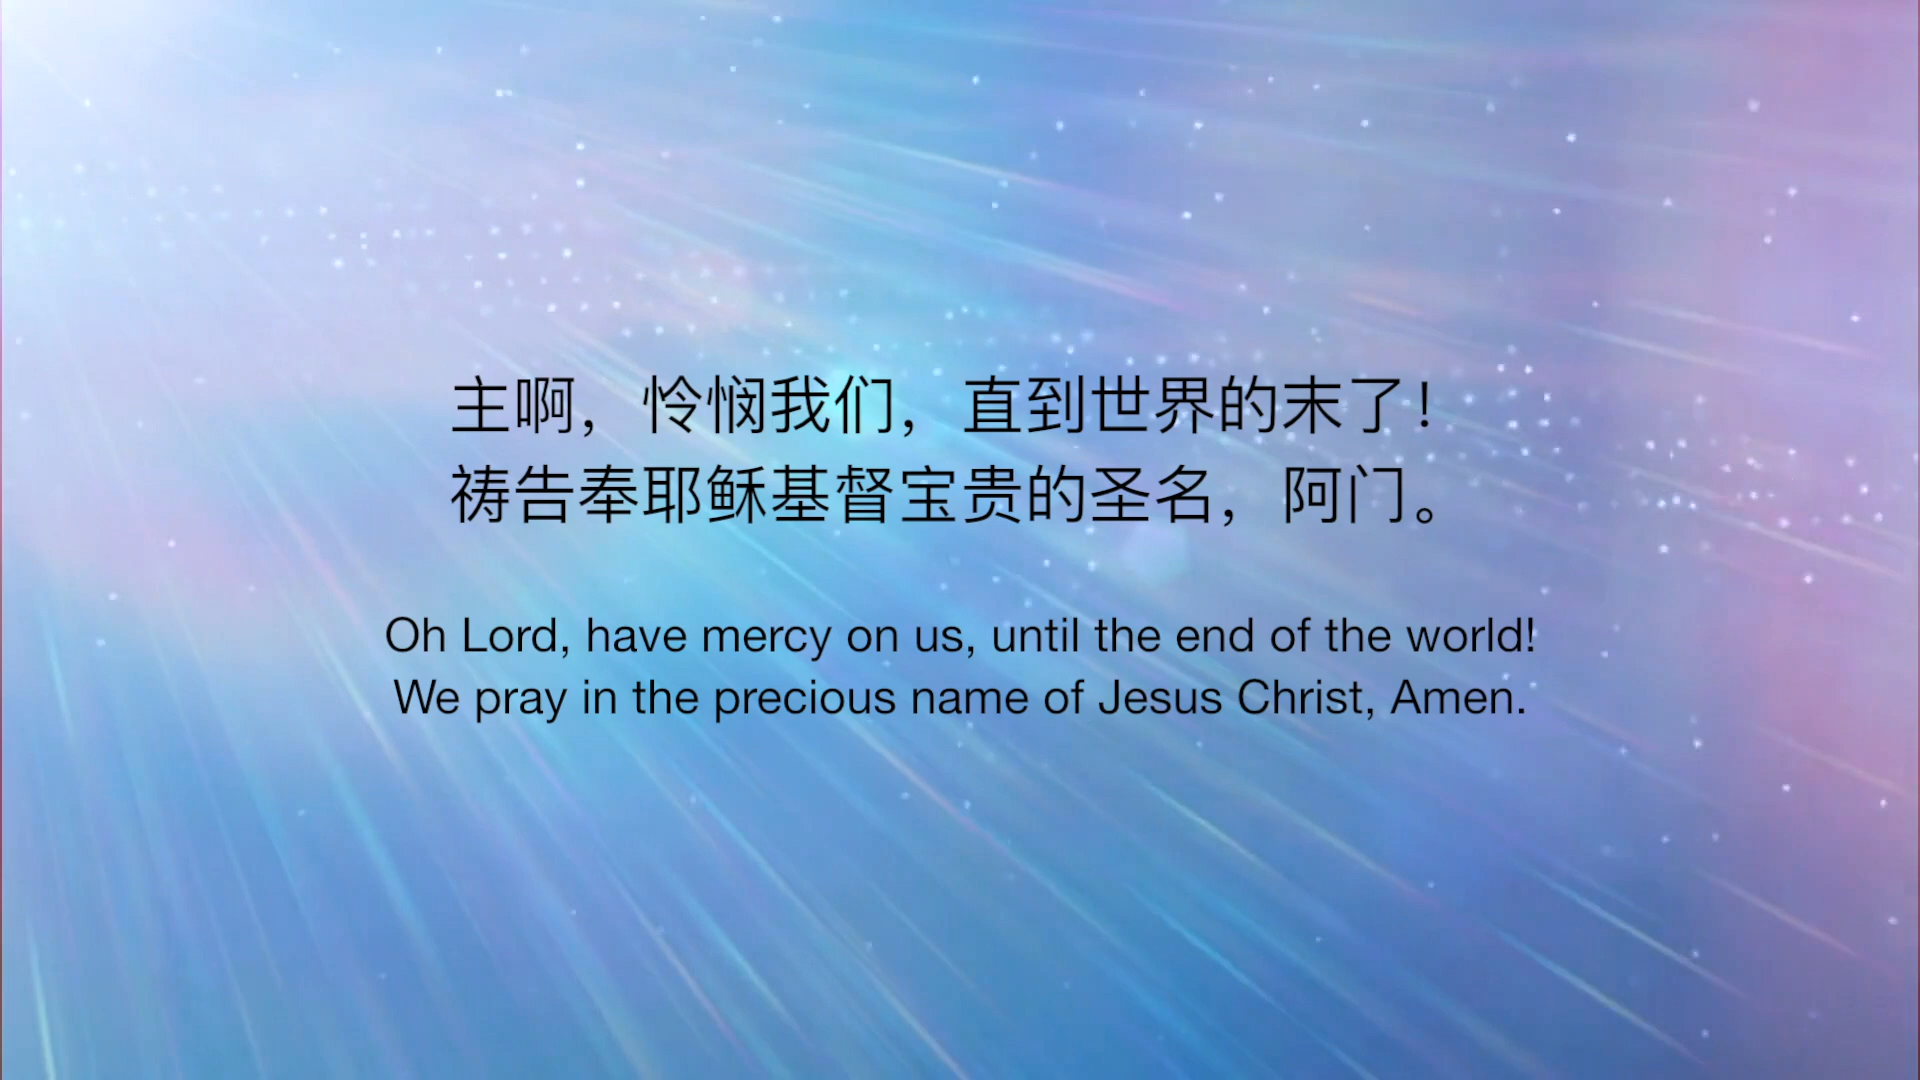 主啊，怜悯我们，直到世界的末了！
祷告奉耶稣基督宝贵的圣名，阿门。
Oh Lord, have mercy on us, until the end of the world!
We pray in the precious name of Jesus Christ, Amen.